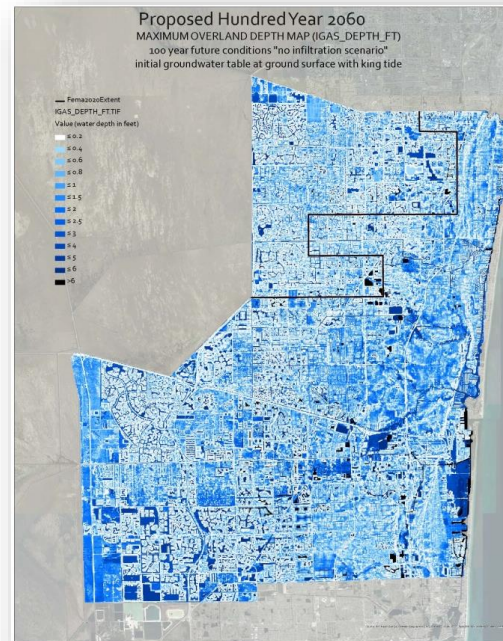 Proposed Hundred Year 2060
MAXIMUM OVERLAND DEPTH MAP (IGAS_DEPTH_FT)
100 year future conditions "no infiltration scenario"
initial groundwater table at ground surface with king tide
Fema2020Extent
IGAS_DEPTH_FT.TIF
Value (water depth in feet)
≤ 0.2
≤ 0.4
≤ 0.6
≤ 0.8
≤ 1
≤ 1.5
≤ 2
≤ 2.5
≤ 3
≤ 4
≤ 5
≤ 6
>6